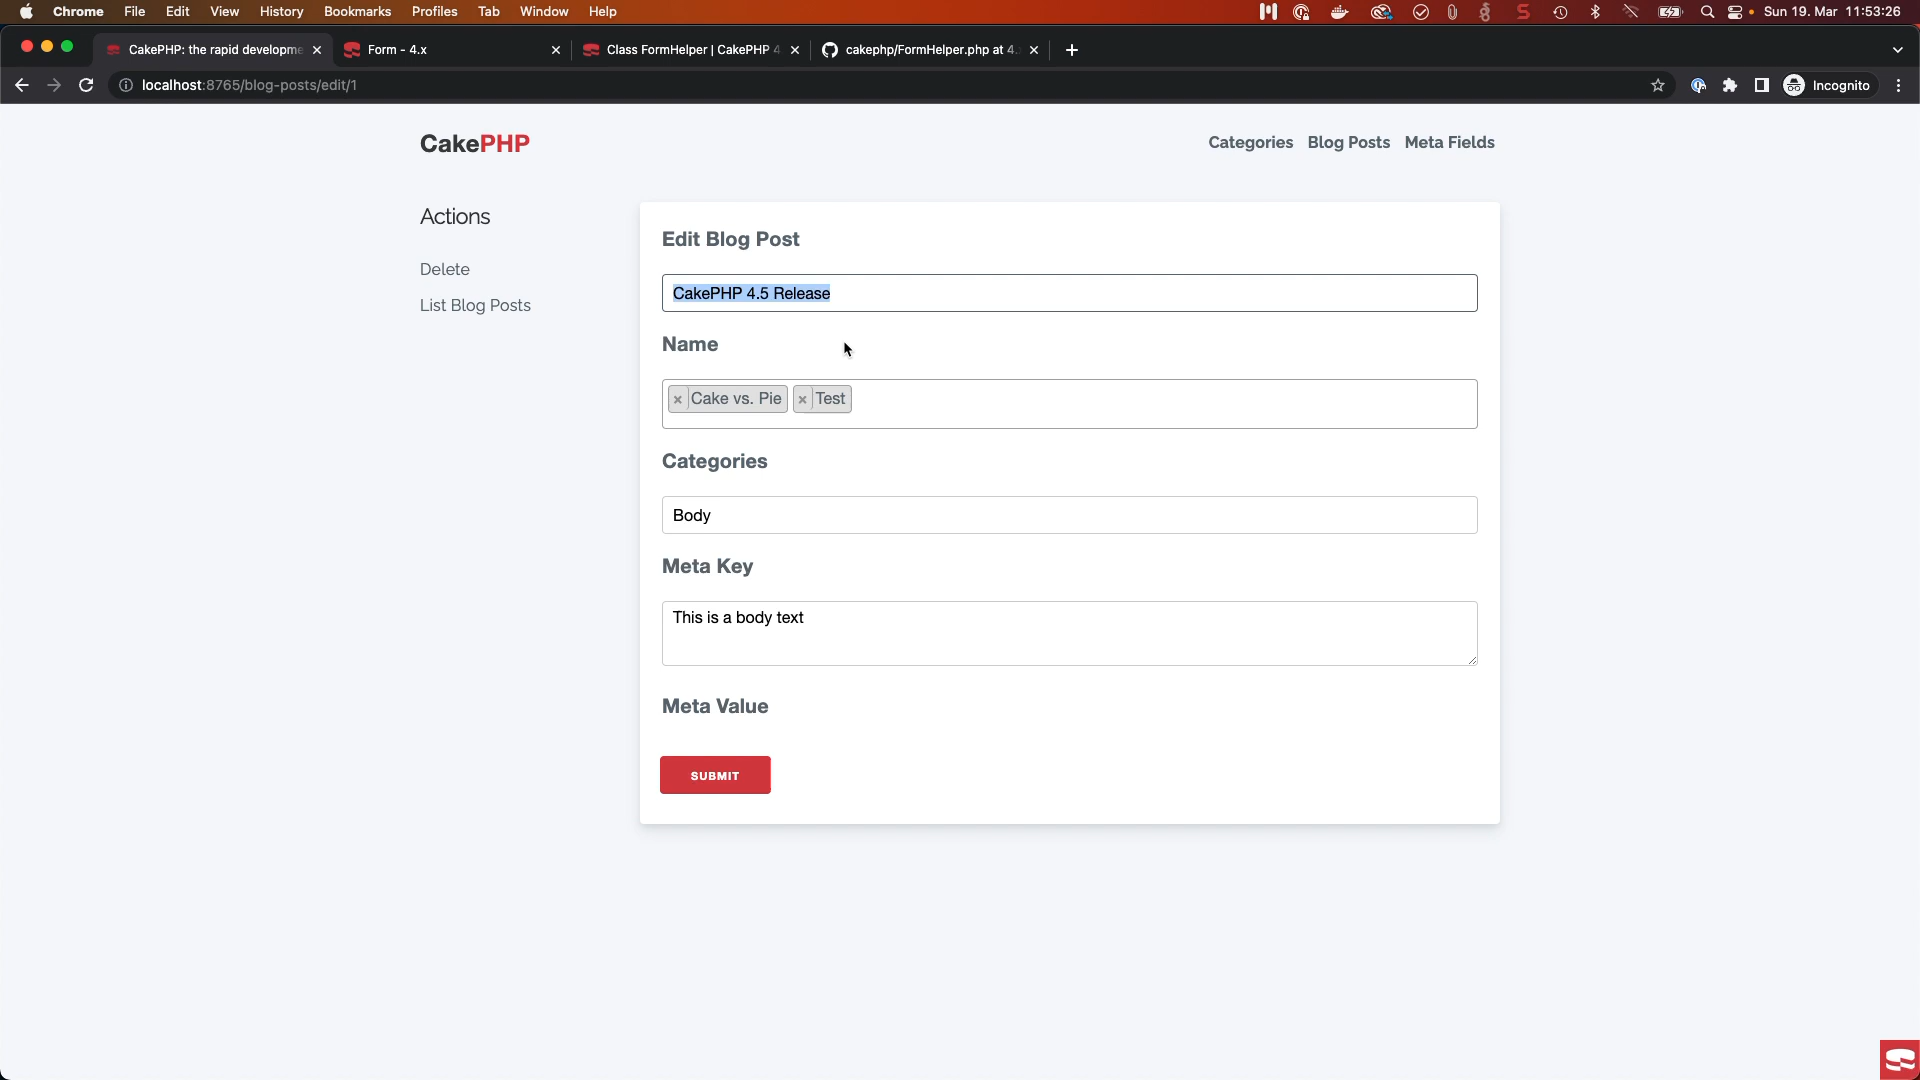 Chrome File Edit View History Bookmarks Profiles Tab Window Help Sun 19. Mar 11:53:26
CakePHP: the rapid developme Form - 4.x Class FormHelper | CakePHP 4 cakephp/FormHelper.php at 4.
localhost:8765/blog-posts/edit/1 Incognito
CakePHP Categories Blog Posts Meta Fields
Actions
Delete
List Blog Posts
Edit Blog Post
CakePHP 4.5 Release
Name
× Cake vs. Pie × Test
Categories
Body
Meta Key
This is a body text
Meta Value
SUBMIT